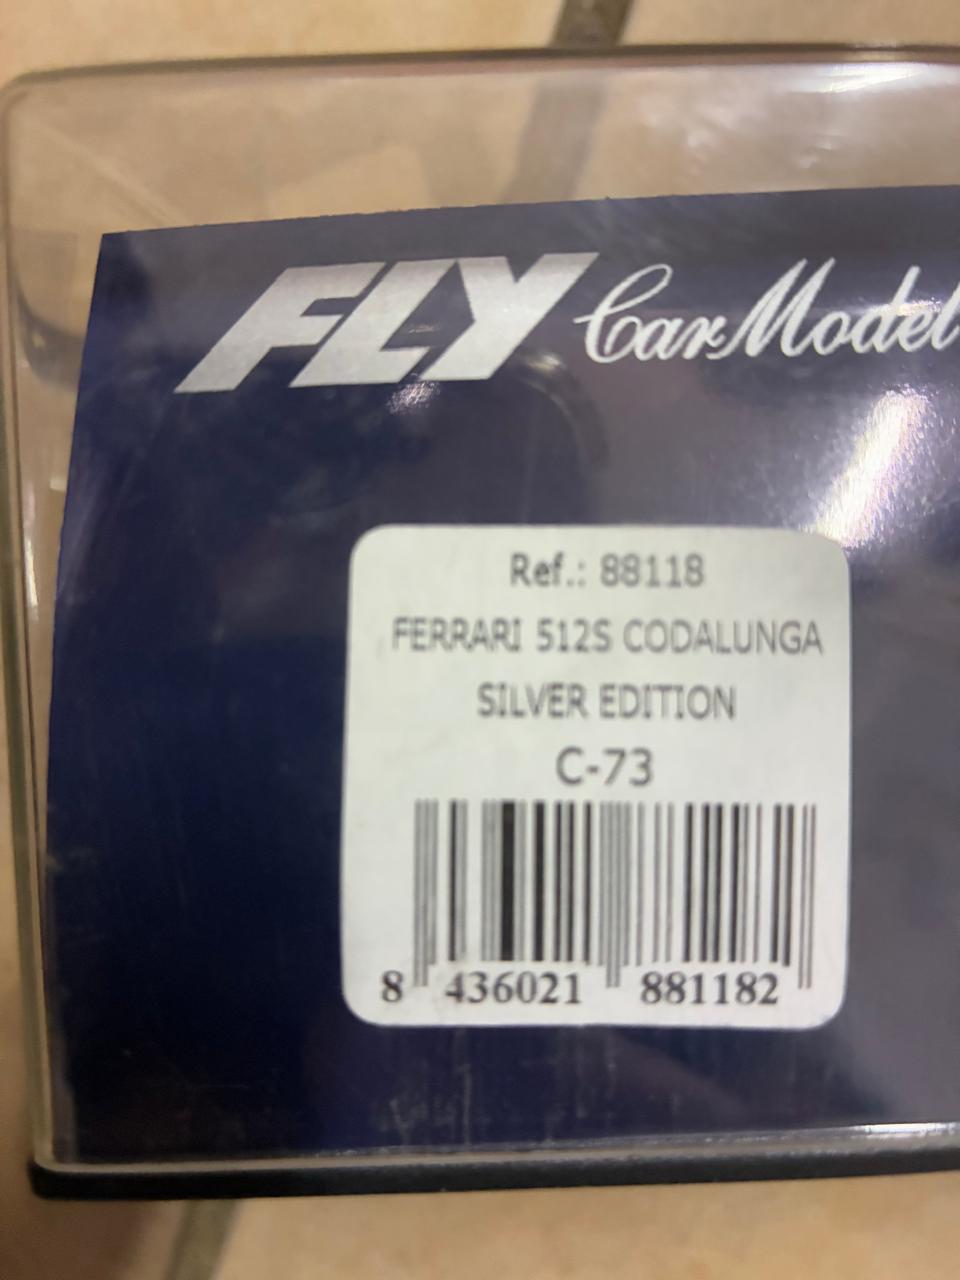 FLY Car Model
Ref.: 88118
FERRARI 512S CODALUNGA
SILVER EDITION
C-73
8 436021 881182